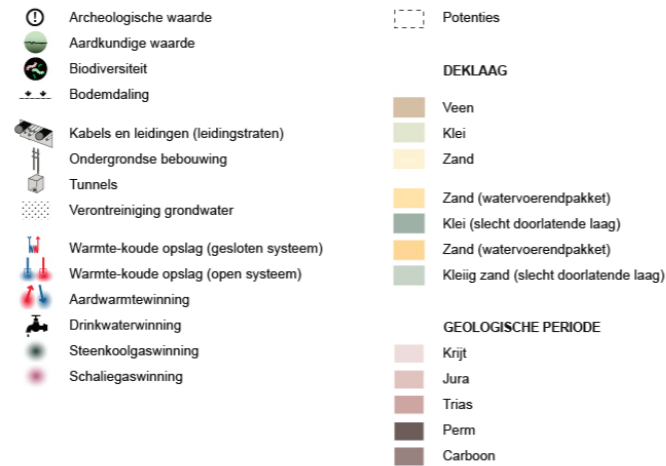 Archeologische waarde
Aardkundige waarde
Biodiversiteit
Bodemdaling
Kabels en leidingen (leidingstraten)
Ondergrondse bebouwing
Tunnels
Verontreiniging grondwater
Warmte-koude opslag (gesloten systeem)
Warmte-koude opslag (open systeem)
Aardwarmtewinning
Drinkwaterwinning
Steenkoolgaswinning
Schaliegaswinning
Potenties
DEKLAAG
Veen
Klei
Zand
Zand (watervoerendpakket)
Klei (slecht doorlatende laag)
Zand (watervoerendpakket)
Kleiig zand (slecht doorlatende laag)
GEOLOGISCHE PERIODE
Krijt
Jura
Trias
Perm
Carboon